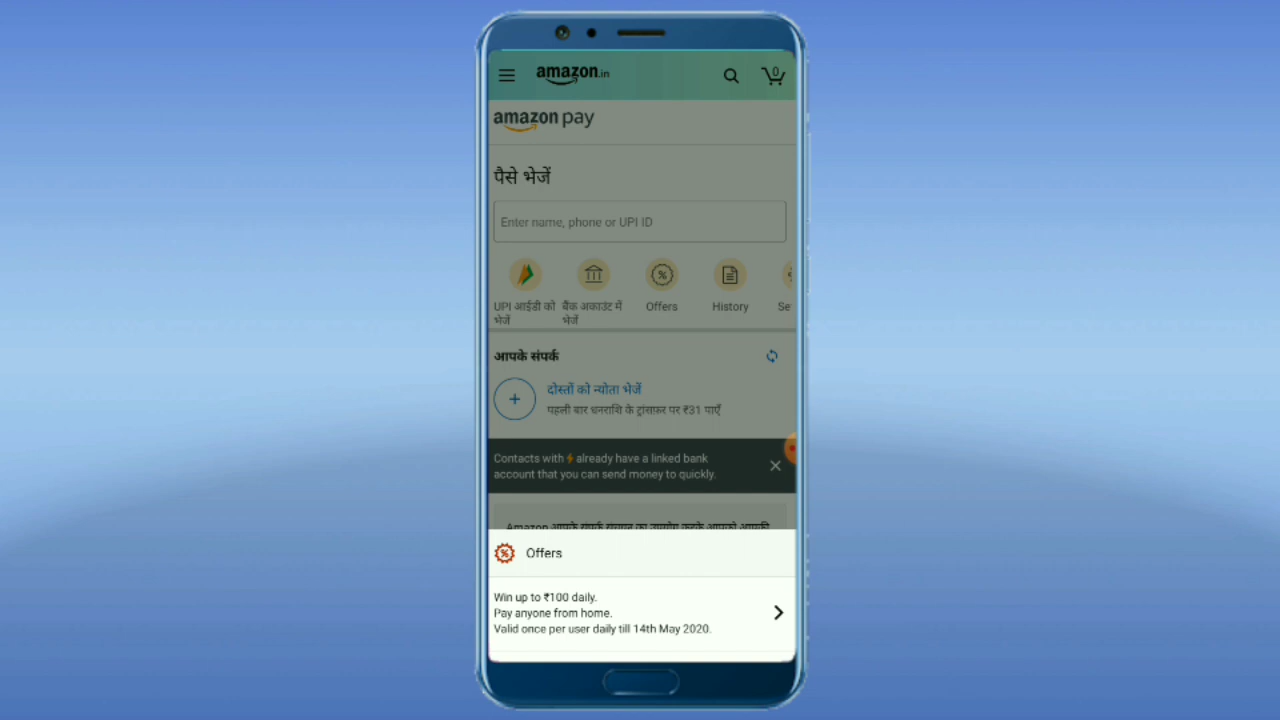 amazon.in
0
amazon pay
पैसे भेजें
Enter name, phone or UPI ID
UPI आईडी को भेजें
बैंक अकाउंट में भेजें
Offers
History
Se
आपके संपर्क
दोस्तों को न्योता भेजें
पहली बार धनराशि के ट्रांसफ़र पर ₹31 पाएँ
Contacts with already have a linked bank
account that you can send money to quickly.
Amazon आपके संपर्क
Offers
Win up to ₹100 daily.
Pay anyone from home.
Valid once per user daily till 14th May 2020.